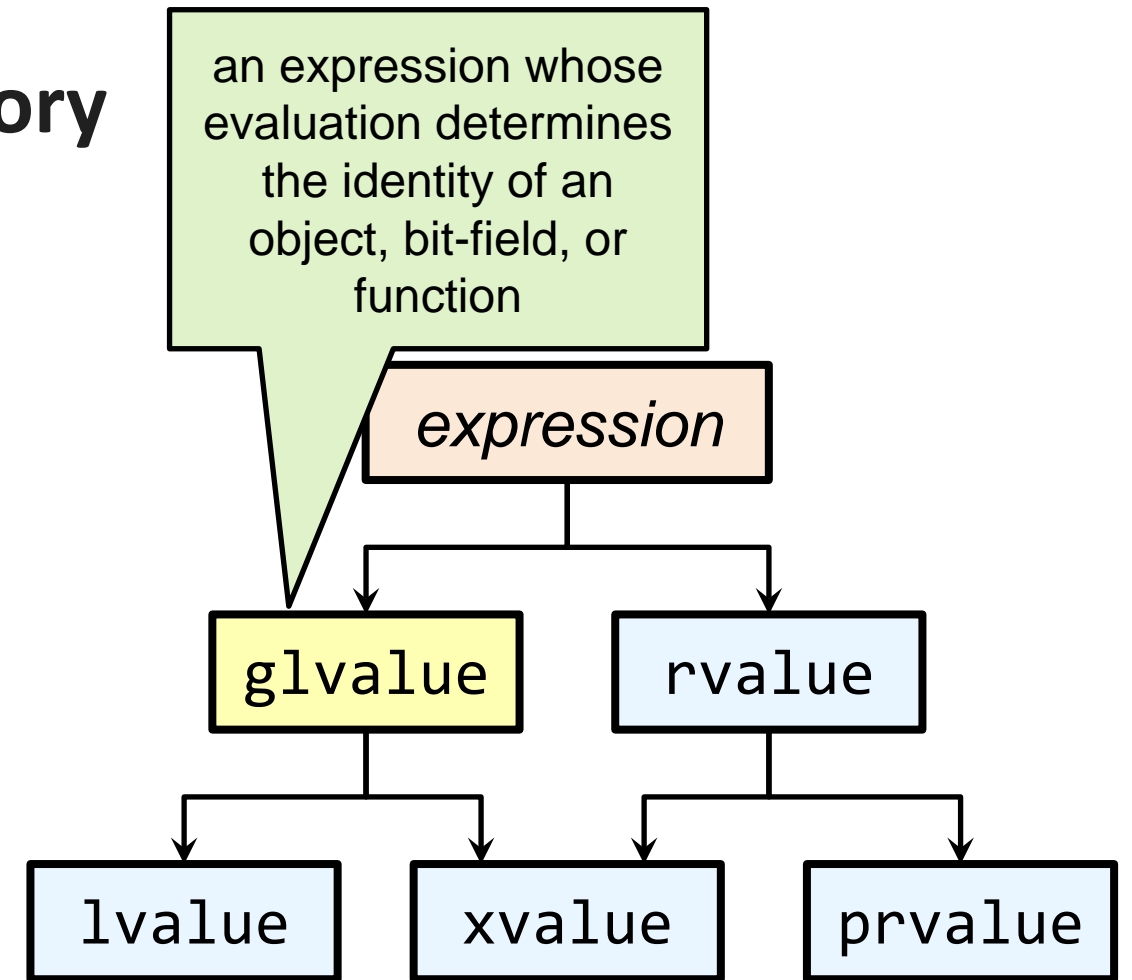 ory
an expression whose
evaluation determines
the identity of an
object, bit-field, or
function
expression
glvalue rvalue
lvalue xvalue prvalue